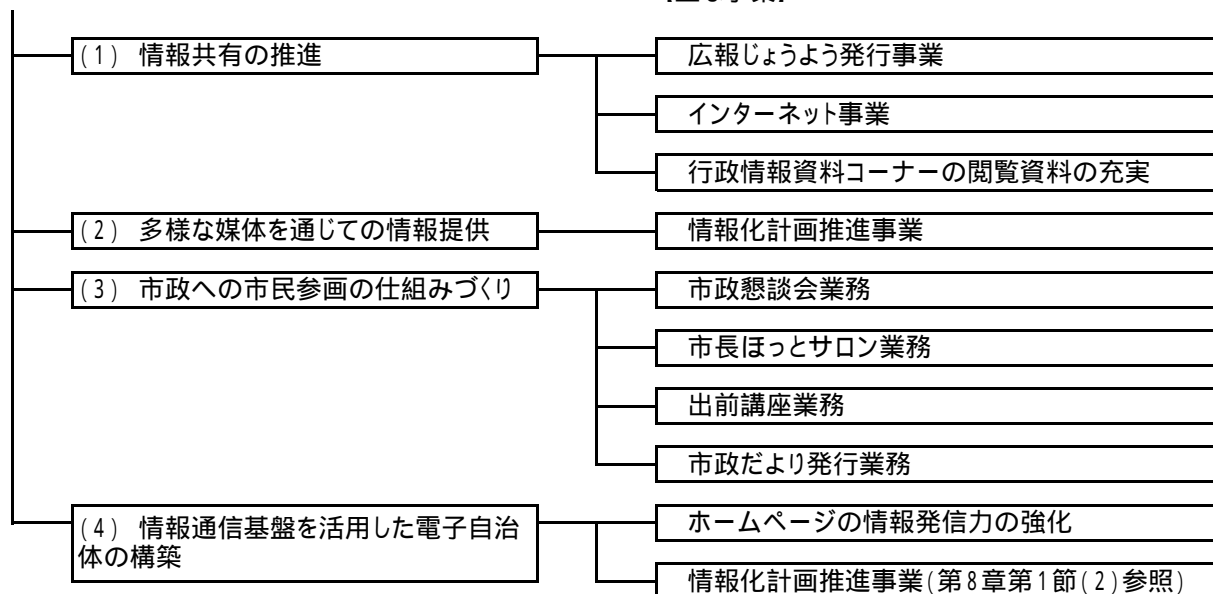 (1) 情報共有の推進
広報じょうよう発行事業
インターネット事業
行政情報資料コーナーの閲覧資料の充実
(2) 多様な媒体を通じての情報提供
情報化計画推進事業
(3) 市政への市民参画の仕組みづくり
市政懇談会業務
市長ほっとサロン業務
出前講座業務
市政だより発行業務
(4) 情報通信基盤を活用した電子自治
体の構築
ホームページの情報発信力の強化
情報化計画推進事業(第8章第1節(2)参照)